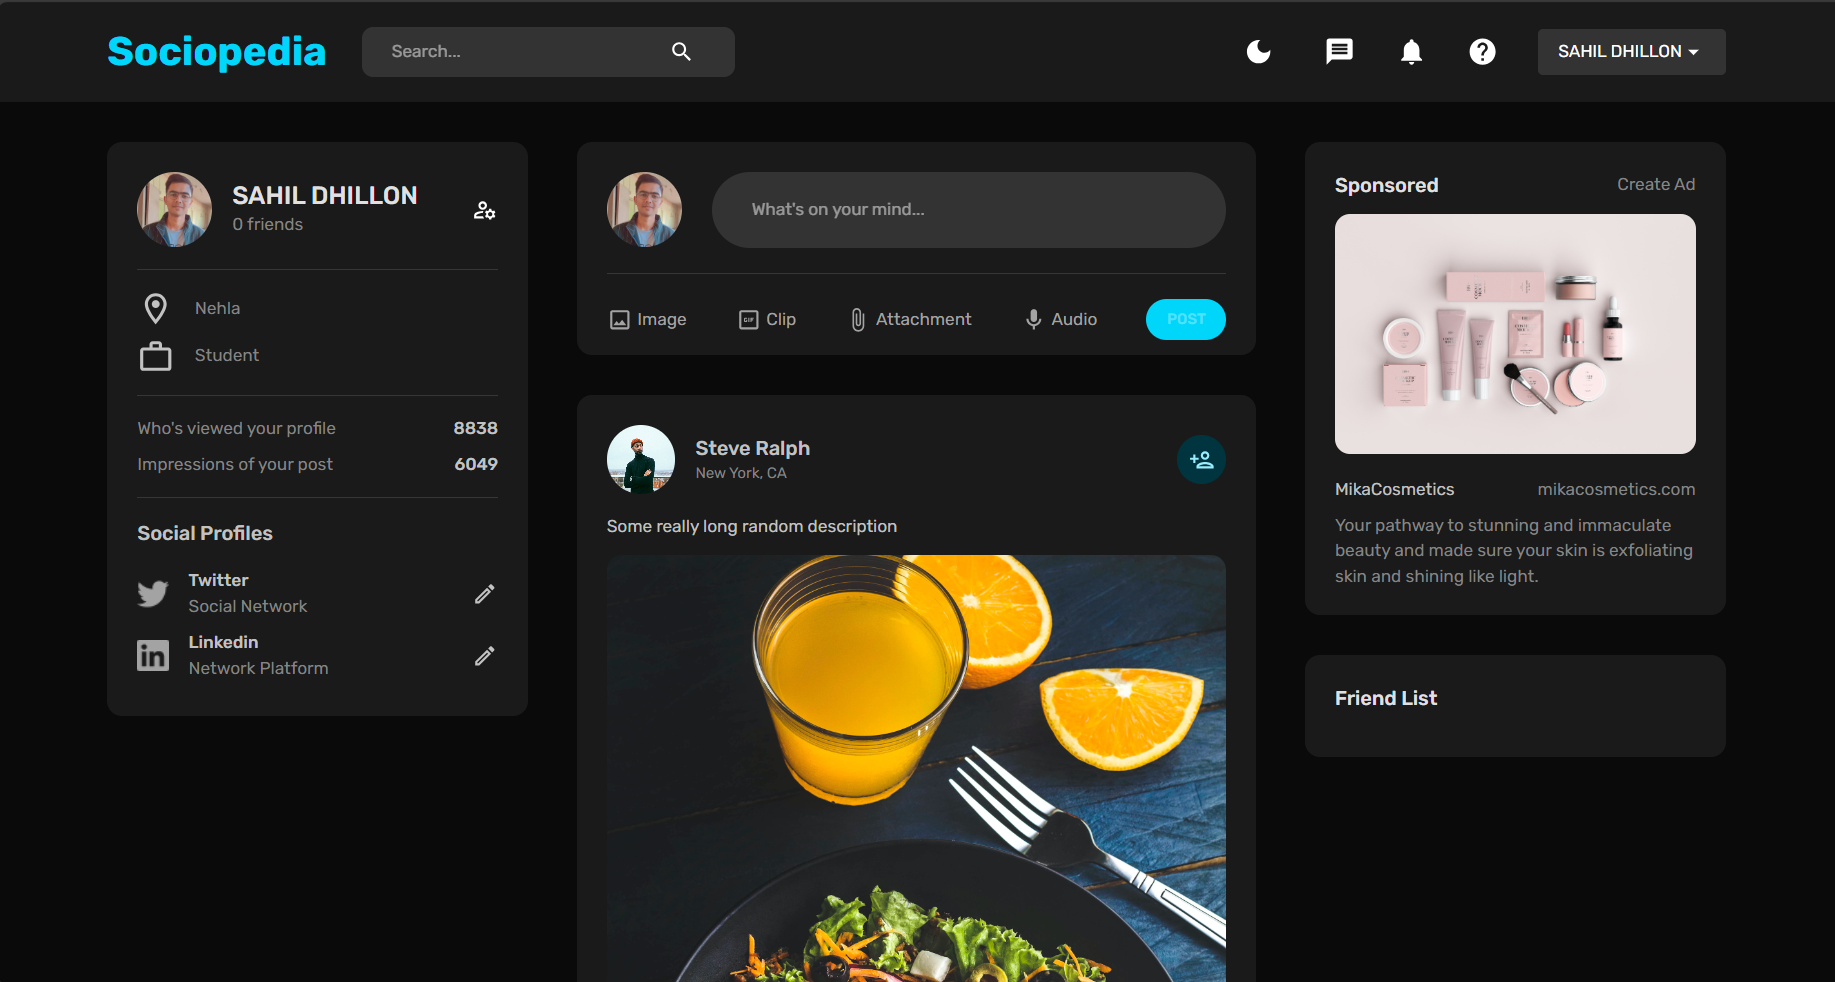 Sociopedia
Search...
SAHIL DHILLON
SAHIL DHILLON
0 friends
Nehla
Student
Who's viewed your profile 8838
Impressions of your post 6049
Social Profiles
Twitter
Social Network
Linkedin
Network Platform
What's on your mind...
Image
GIF
Clip
Attachment
Audio
POST
Steve Ralph
New York, CA
Some really long random description
Sponsored
Create Ad
MikaCosmetics
mikacosmetics.com
Your pathway to stunning and immaculate
beauty and made sure your skin is exfoliating
skin and shining like light.
Friend List